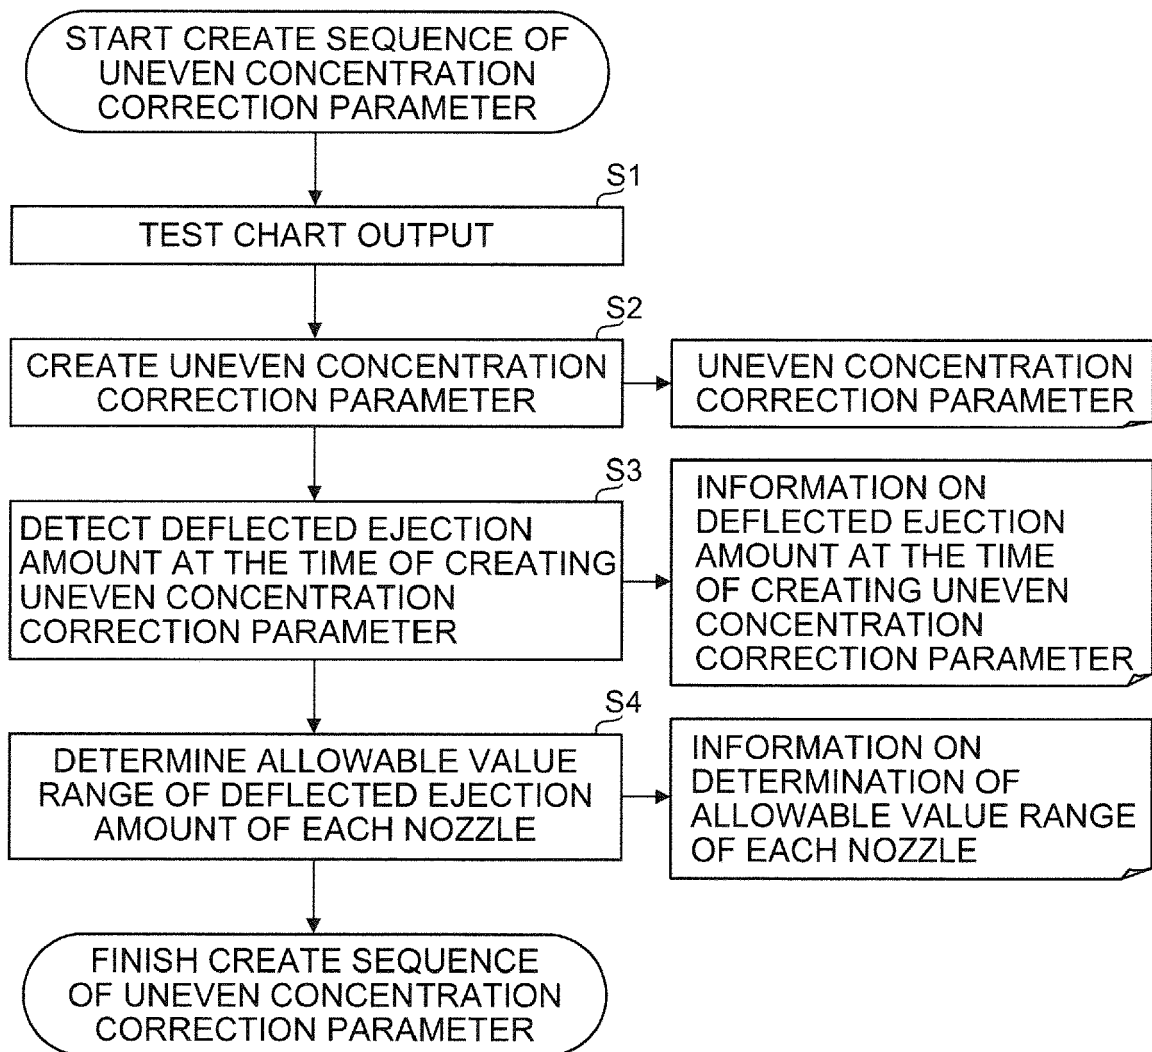 START CREATE SEQUENCE OF
UNEVEN CONCENTRATION
CORRECTION PARAMETER
S1
TEST CHART OUTPUT
S2
CREATE UNEVEN CONCENTRATION
CORRECTION PARAMETER
UNEVEN CONCENTRATION
CORRECTION PARAMETER
S3
DETECT DEFLECTED EJECTION
AMOUNT AT THE TIME OF CREATING
UNEVEN CONCENTRATION
CORRECTION PARAMETER
INFORMATION ON
DEFLECTED EJECTION
AMOUNT AT THE TIME
OF CREATING UNEVEN
CONCENTRATION
CORRECTION PARAMETER
S4
DETERMINE ALLOWABLE VALUE
RANGE OF DEFLECTED EJECTION
AMOUNT OF EACH NOZZLE
INFORMATION ON
DETERMINATION OF
ALLOWABLE VALUE RANGE
OF EACH NOZZLE
FINISH CREATE SEQUENCE
OF UNEVEN CONCENTRATION
CORRECTION PARAMETER